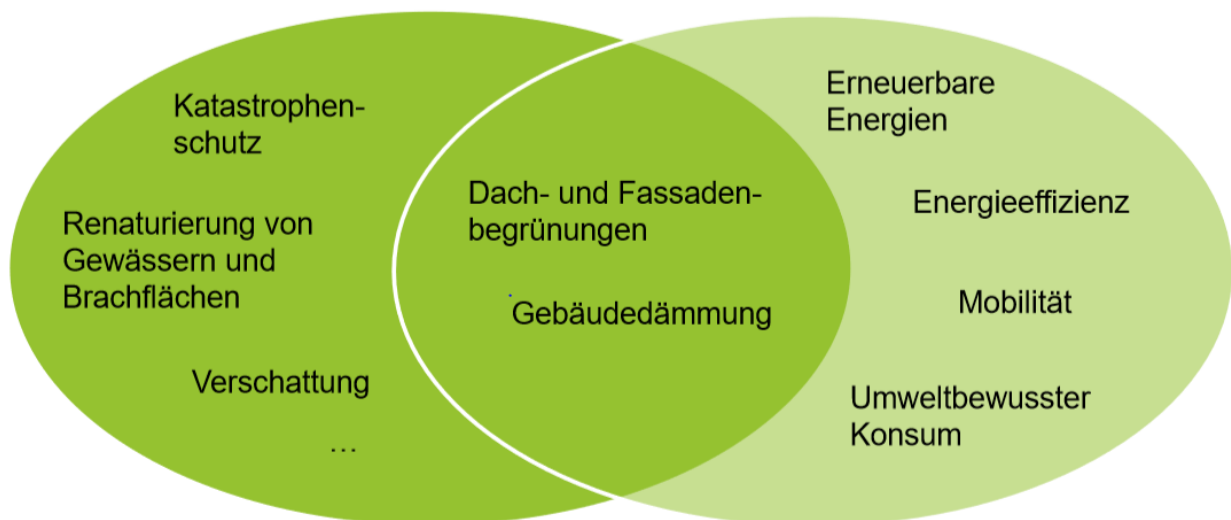 Katastrophen-
schutz
Renaturierung von
Gewässern und
Brachflächen
Verschattung
...
Dach- und Fassaden-
begrünungen
Gebäudedämmung
Erneuerbare
Energien
Energieeffizienz
Mobilität
Umweltbewusster
Konsum